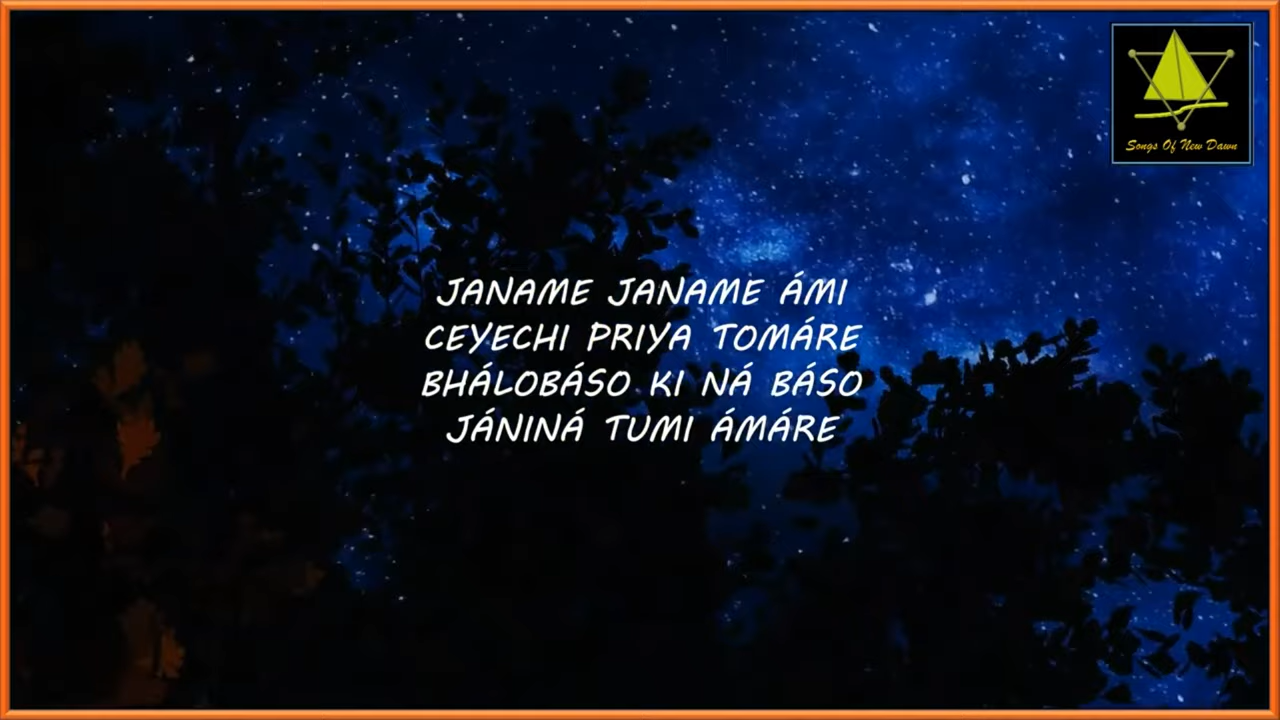 Songs Of New Dawn
JANAME JANAME ÁMI
CEYECHI PRIYA TOMÁRE
BHÁLOBÁSO KI NÁ BÁSO
JÁNINÁ TUMI ÁMÁRE